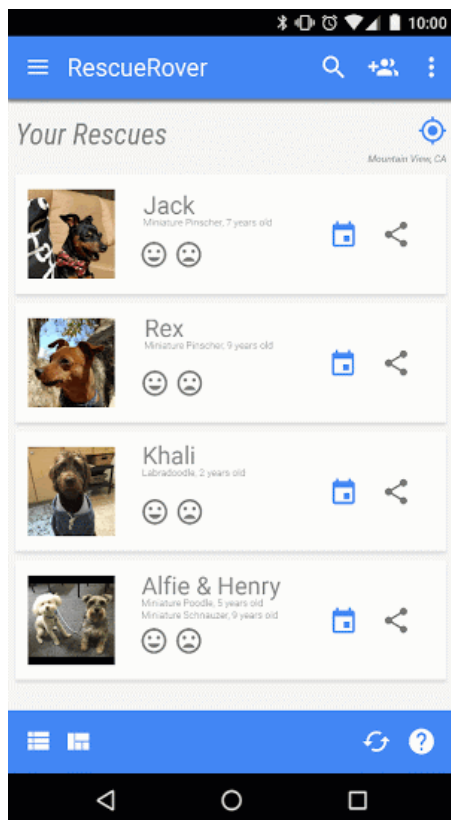 10:00
RescueRover
Your Rescues
Mountain View, CA
Jack
Miniature Pinscher, 7 years old
Rex
Miniature Pinscher, 9 years old
Khali
Labradoodle, 2 years old
Alfie & Henry
Miniature Poodle, 5 years old
Miniature Schnauzer, 9 years old